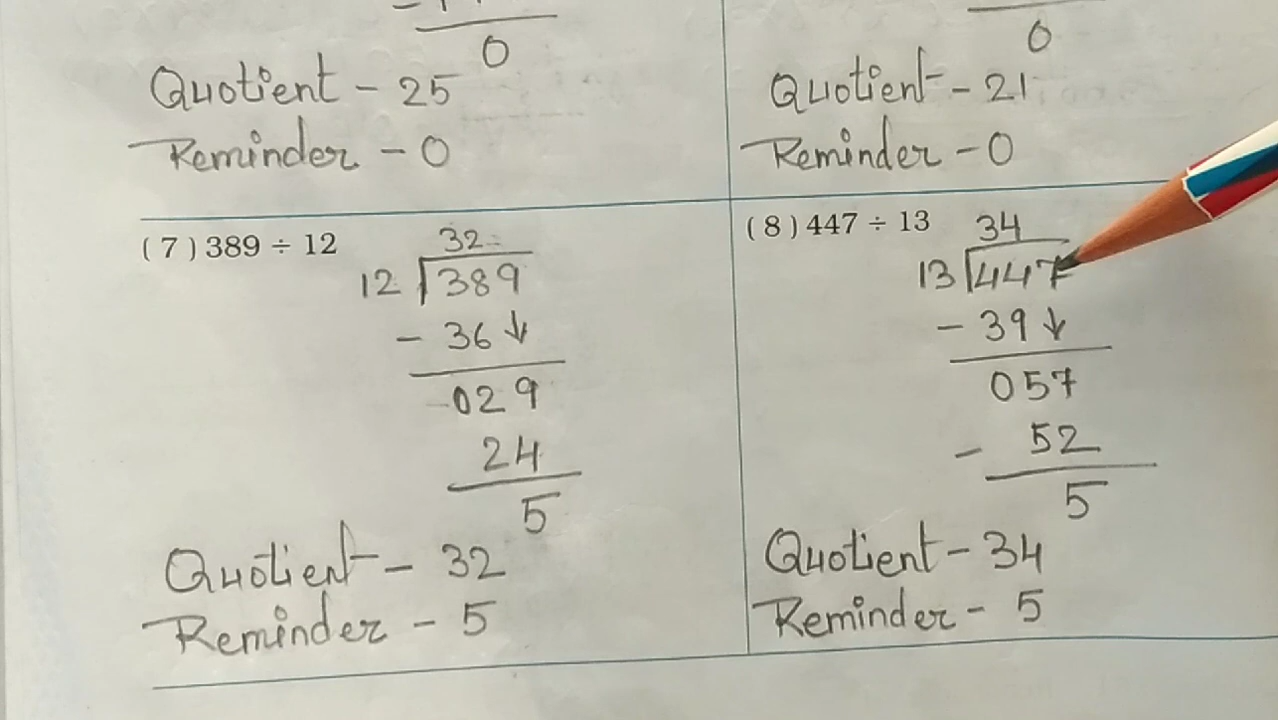 0
Quotient - 25
Reminder - 0
0
Quotient - 21
Reminder - 0
(7) 389 ÷ 12
32
12 389
- 36 ↓
029
24
5
Quotient - 32
Reminder - 5
(8) 447 ÷ 13
34
13 447
- 39 ↓
057
- 52
5
Quotient - 34
Reminder - 5